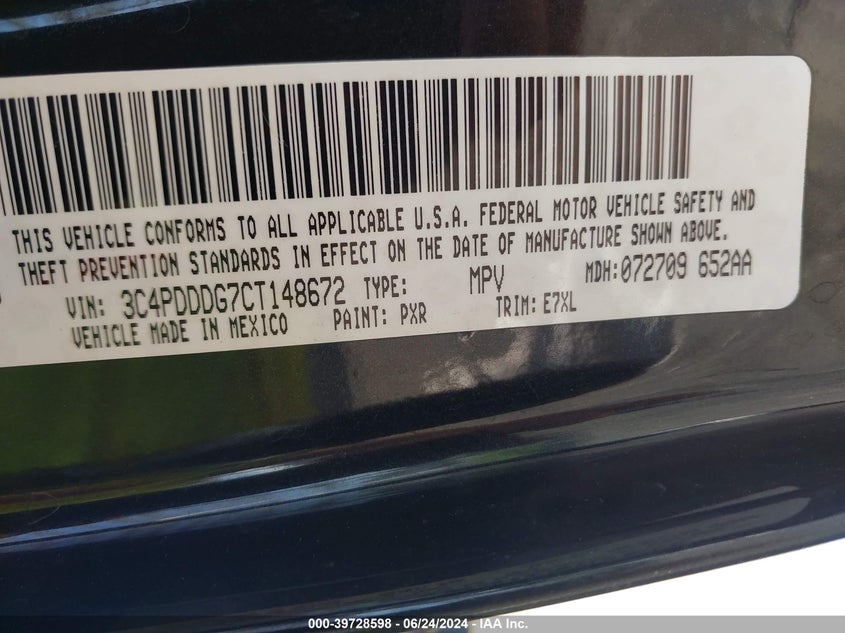 THIS VEHICLE CONFORMS TO ALL APPLICABLE U.S.A. FEDERAL MOTOR VEHICLE SAFETY AND
THEFT PREVENTION STANDARDS IN EFFECT ON THE DATE OF MANUFACTURE SHOWN ABOVE.
VIN: 3C4PDDDG7CT148672 TYPE: MPV MDH:072709 652AA
VEHICLE MADE IN MEXICO PAINT: PXR TRIM: E7XL
000-39728598 - 06/24/2024 - IAA Inc.